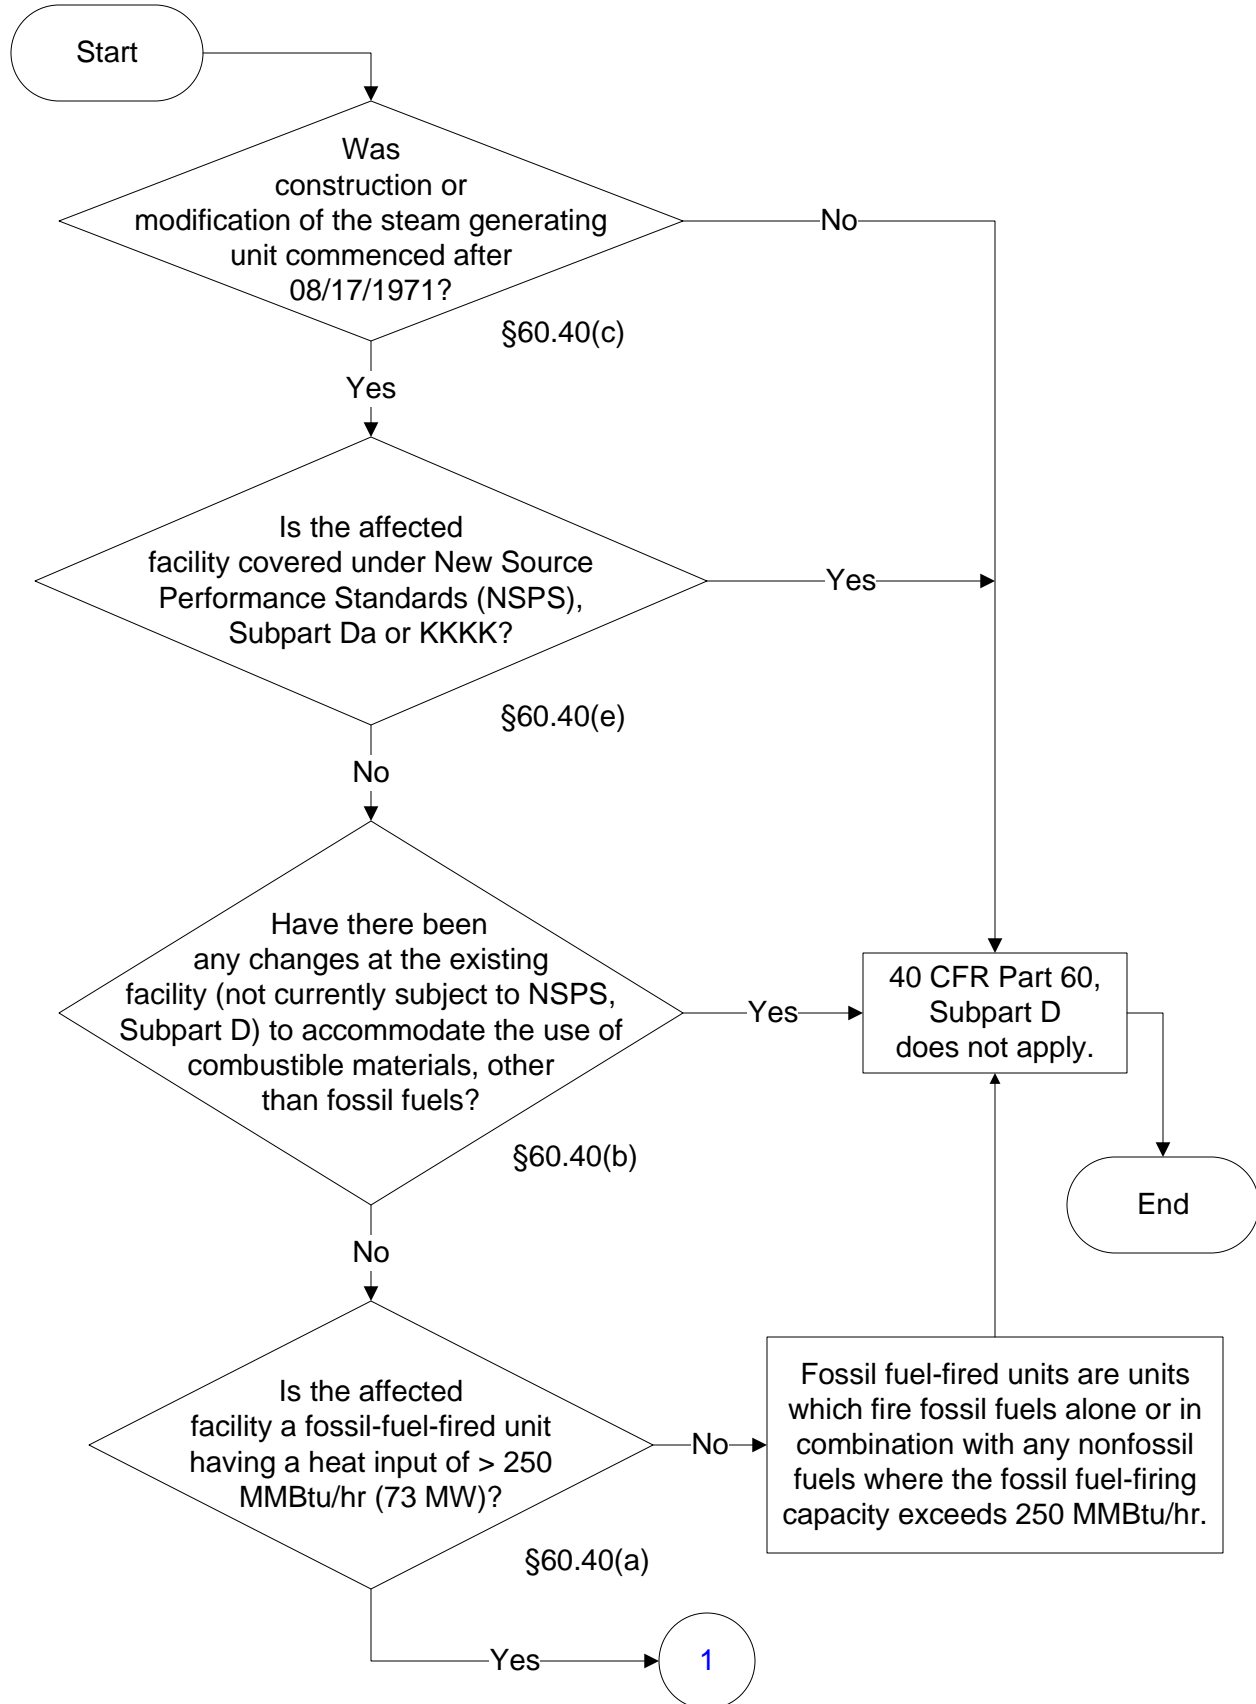 Start
Was
construction or
modification of the steam generating
unit commenced after
08/17/1971?
No
§60.40(c)
Yes
Is the affected
facility covered under New Source
Performance Standards (NSPS),
Subpart Da or KKKK?
Yes
§60.40(e)
No
Have there been
any changes at the existing
facility (not currently subject to NSPS,
Subpart D) to accommodate the use of
combustible materials, other
than fossil fuels?
Yes
40 CFR Part 60,
Subpart D
does not apply.
§60.40(b)
End
No
Is the affected
facility a fossil-fuel-fired unit
having a heat input of > 250
MMBtu/hr (73 MW)?
No
Fossil fuel-fired units are units
which fire fossil fuels alone or in
combination with any nonfossil
fuels where the fossil fuel-firing
capacity exceeds 250 MMBtu/hr.
§60.40(a)
Yes
1